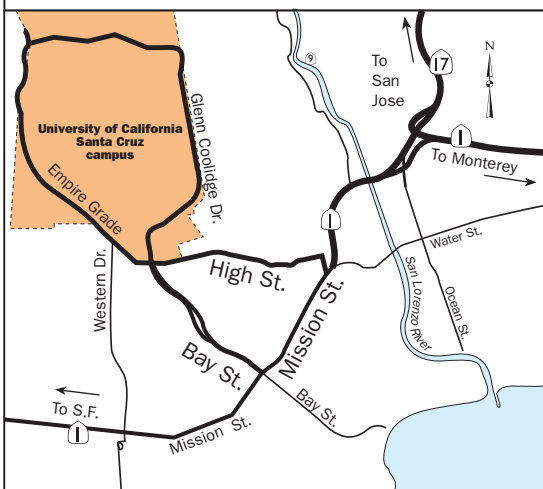 9
To
San
Jose
17
N
1
To Monterey
University of California
Santa Cruz
campus
Glenn Coolidge Dr.
Empire Grade
1
Water St.
High St.
Western Dr.
San Lorenzo River
Ocean St.
Mission St.
Bay St.
To S.F.
1
Mission St.
Bay St.